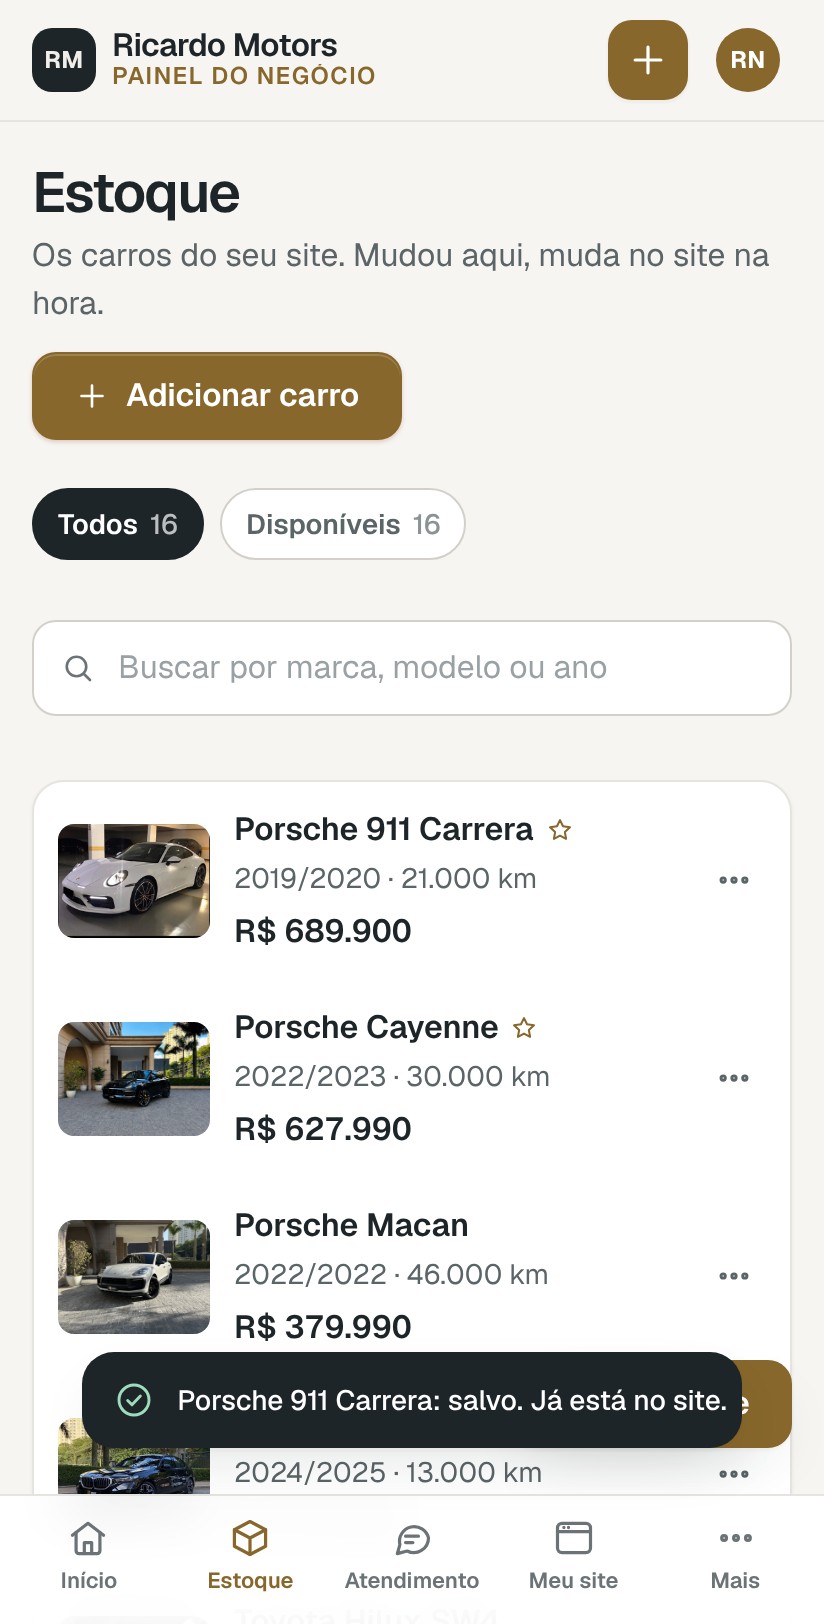 RM
Ricardo Motors
PAINEL DO NEGÓCIO
RN
Estoque
Os carros do seu site. Mudou aqui, muda no site na
hora.
Adicionar carro
Todos 16
Disponíveis 16
Buscar por marca, modelo ou ano
Porsche 911 Carrera
2019/2020 · 21.000 km
R$ 689.900
Porsche Cayenne
2022/2023 · 30.000 km
R$ 627.990
Porsche Macan
2022/2022 · 46.000 km
R$ 379.990
Porsche 911 Carrera: salvo. Já está no site.
2024/2025 · 13.000 km
Início
Estoque
Atendimento
Meu site
Mais
Toyota Hilux SW4